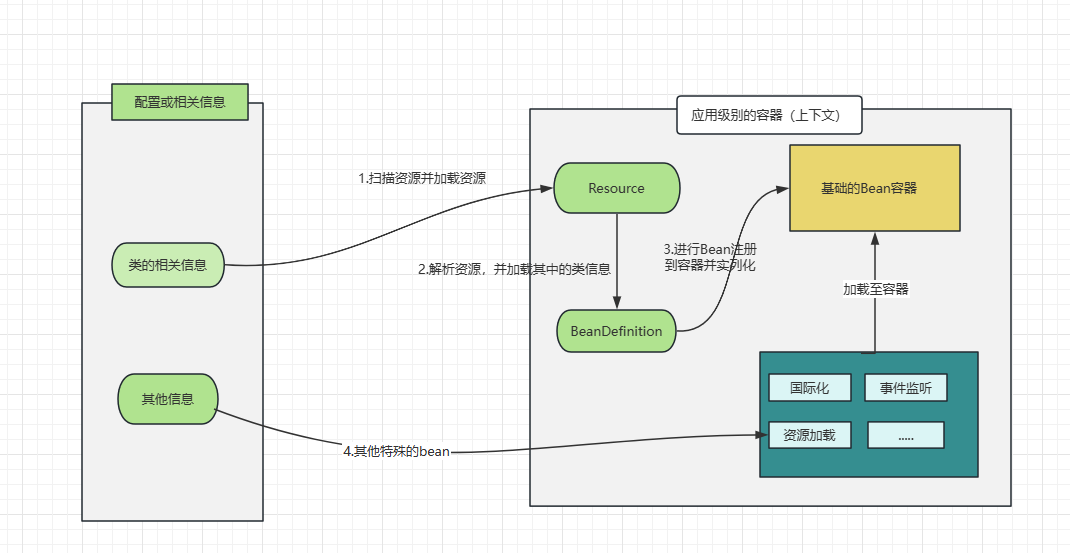 配置或相关信息
应用级别的容器（上下文）
1.扫描资源并加载资源
Resource
基础的Bean容器
类的相关信息
2.解析资源，并加载其中的类信息
3.进行Bean注册
到容器并实列化
加载至容器
BeanDefinition
其他信息
国际化
事件监听
资源加载
.....
4.其他特殊的bean